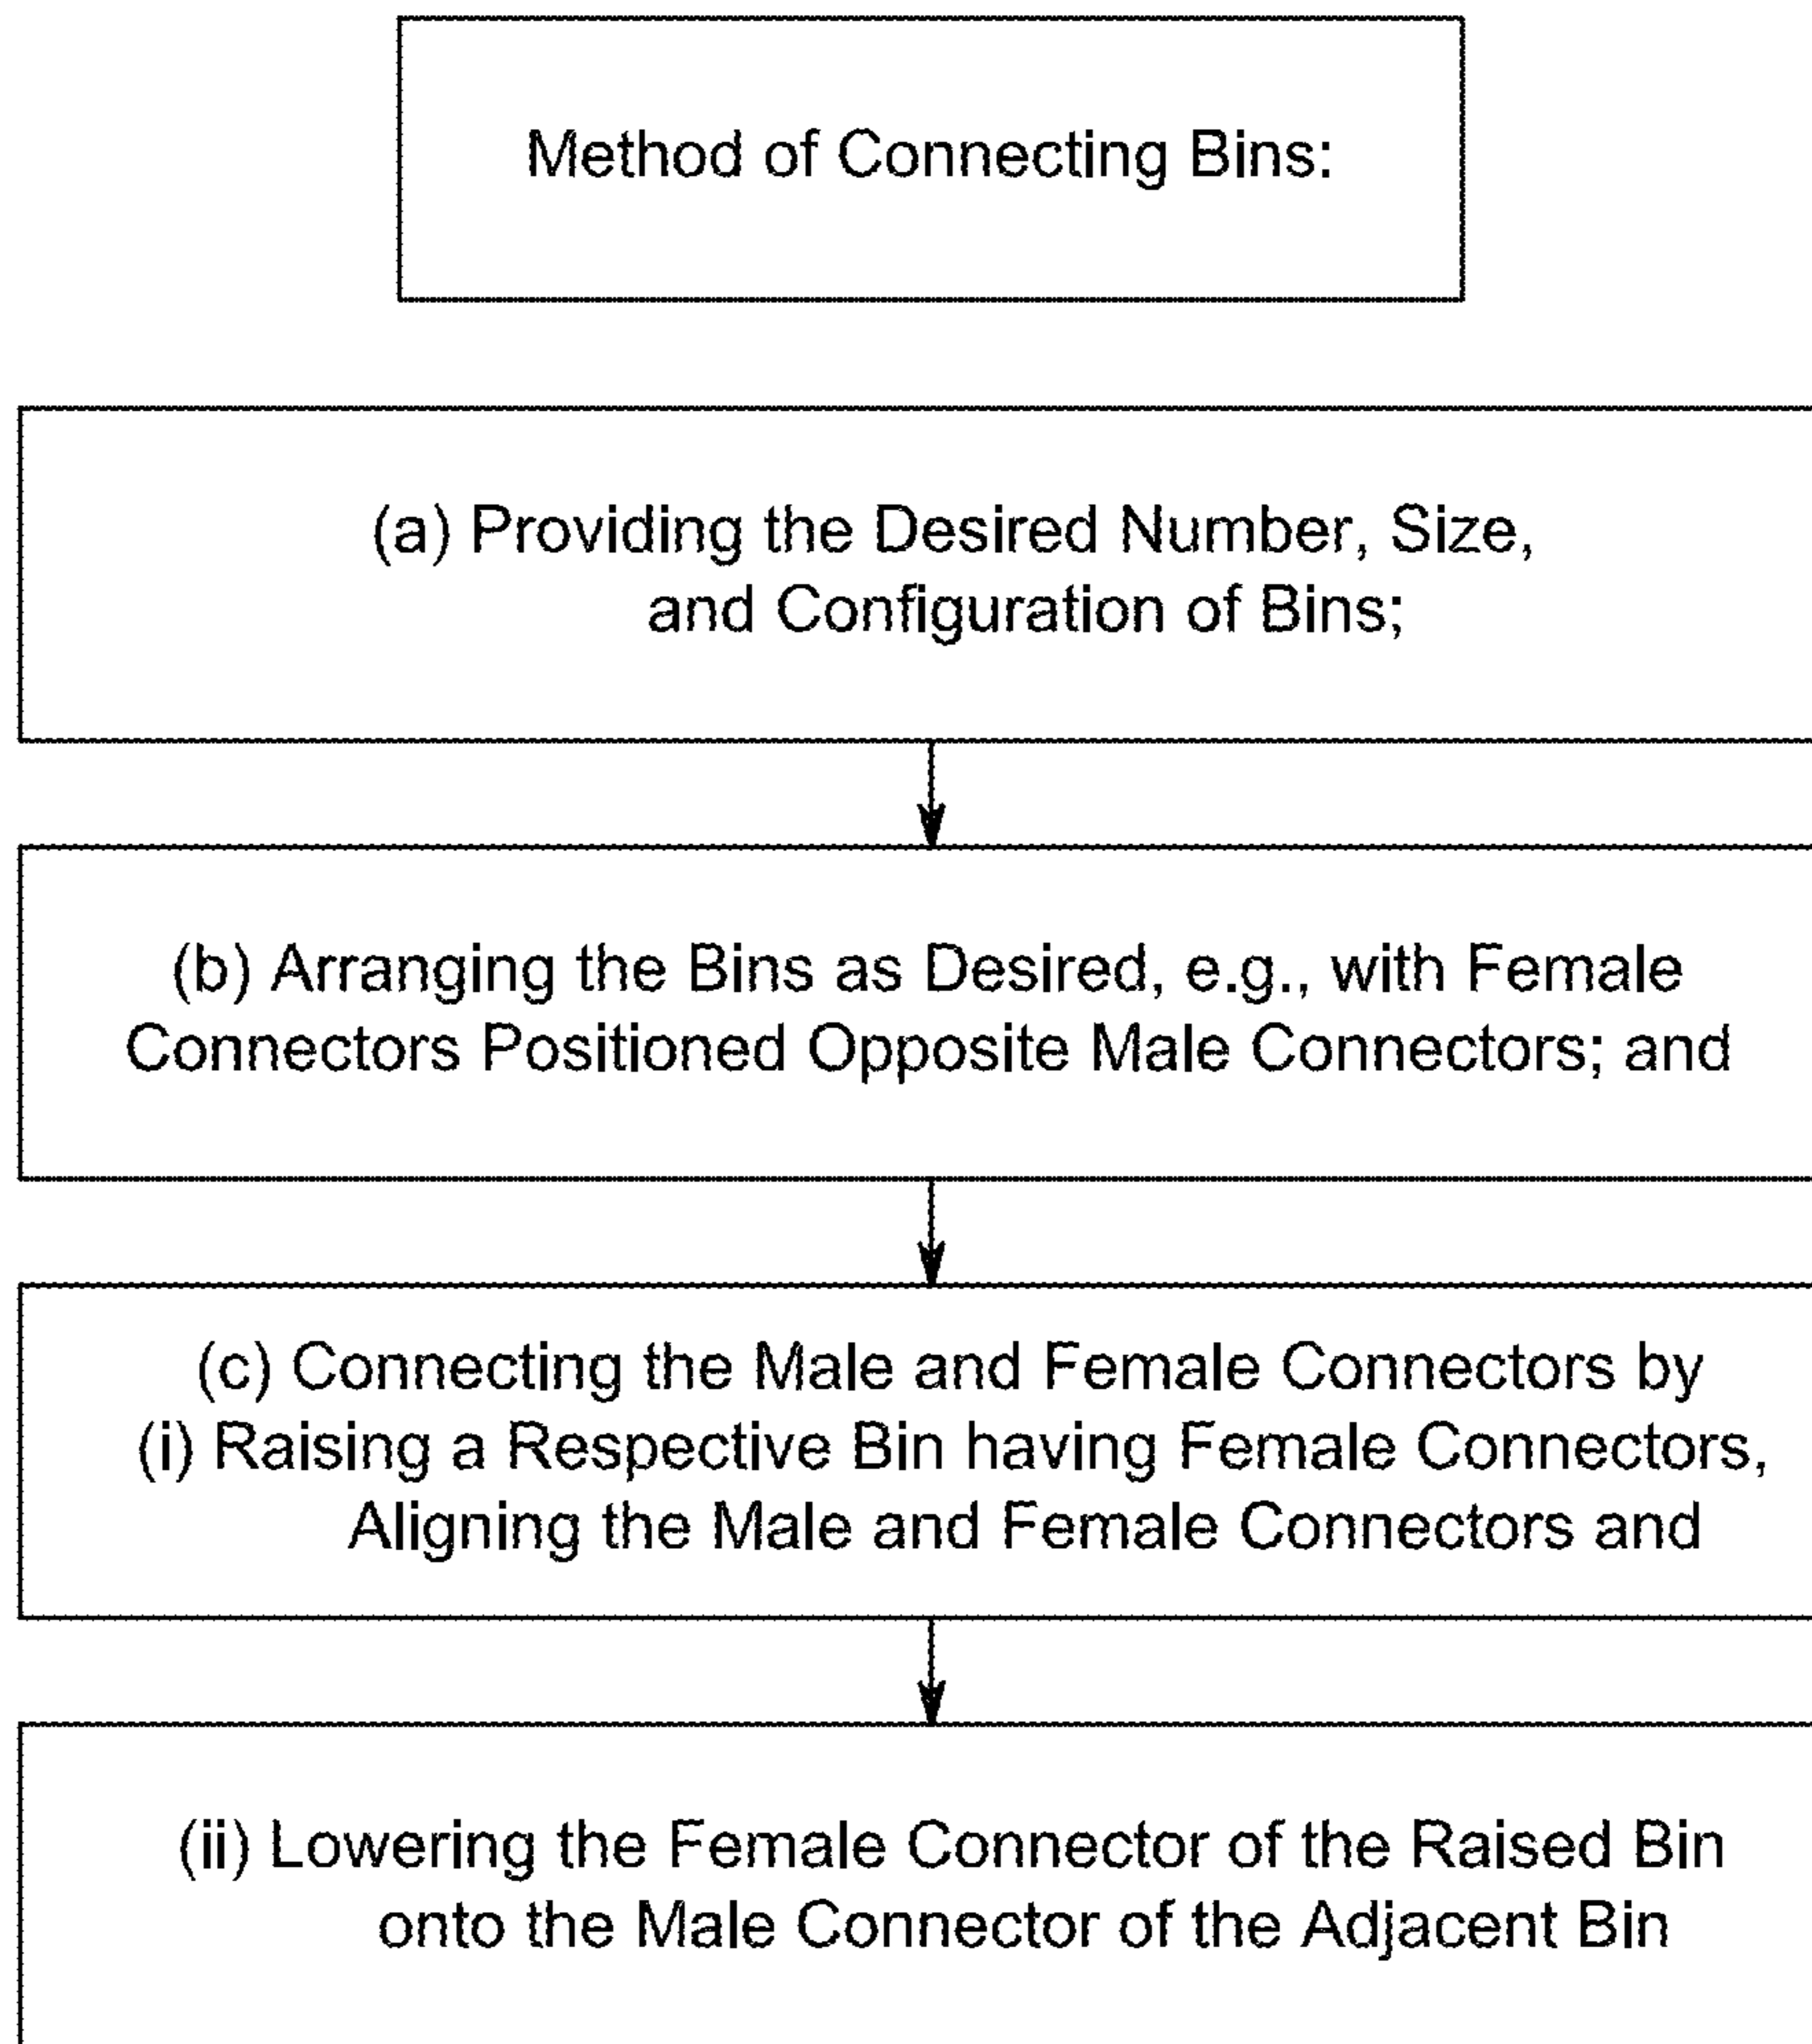 Method of Connecting Bins:
(a) Providing the Desired Number, Size,
and Configuration of Bins;
(b) Arranging the Bins as Desired, e.g., with Female
Connectors Positioned Opposite Male Connectors; and
(c) Connecting the Male and Female Connectors by
(i) Raising a Respective Bin having Female Connectors,
Aligning the Male and Female Connectors and
(ii) Lowering the Female Connector of the Raised Bin
onto the Male Connector of the Adjacent Bin